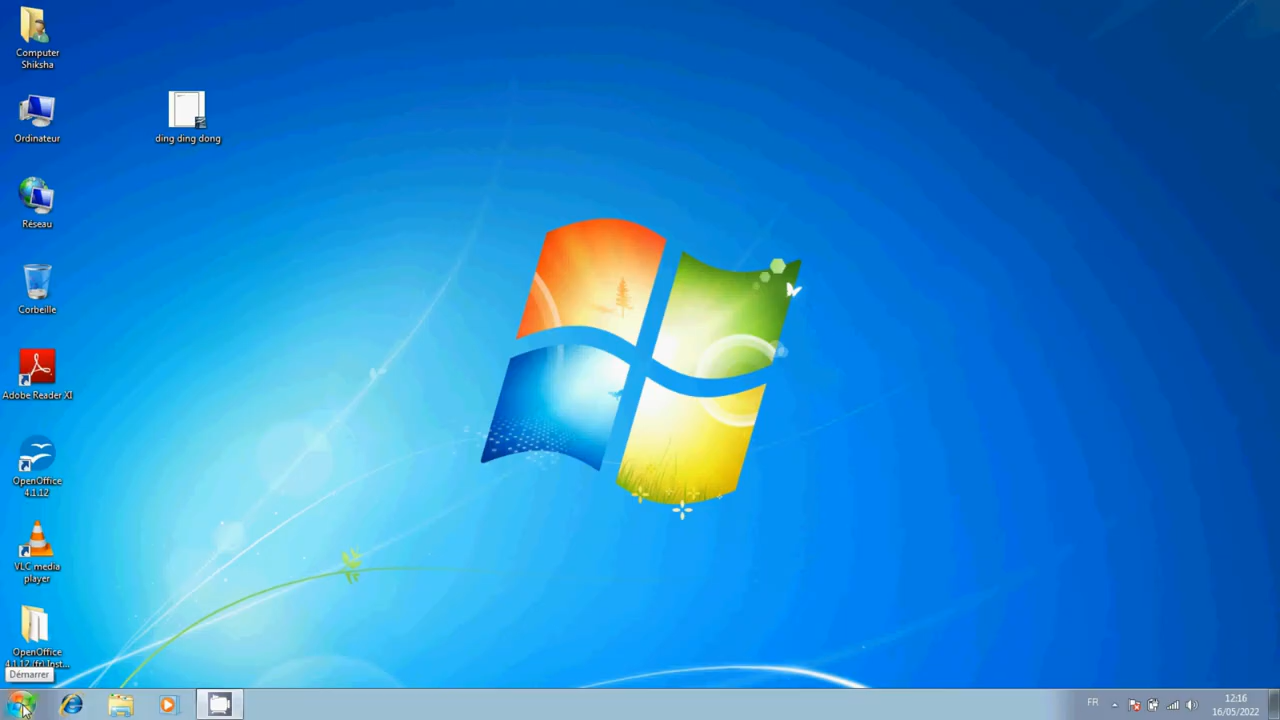 Computer
Shiksha
Ordinateur
ding ding dong
Réseau
Corbeille
Adobe Reader XI
OpenOffice
4.1.12
VLC media
player
OpenOffice
4.1.12 (fr) Inst...
Démarrer
FR
12:16
16/05/2022